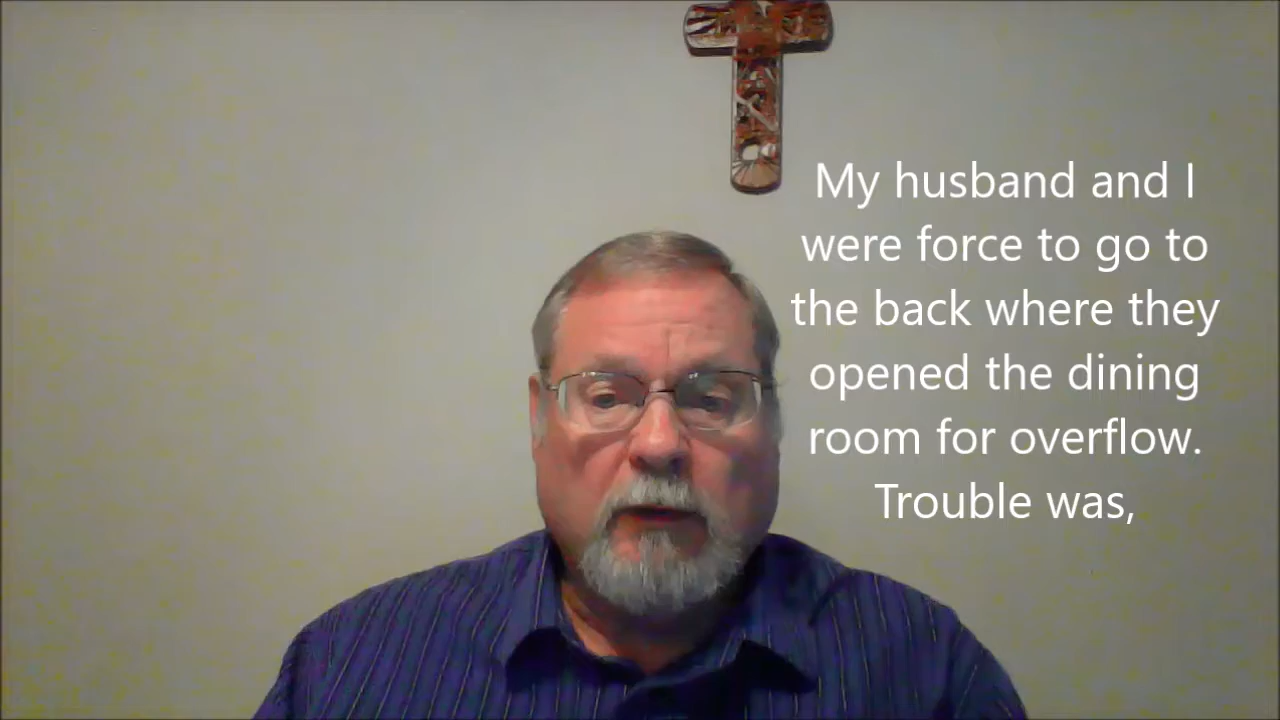 My husband and I
were force to go to
the back where they
opened the dining
room for overflow.
Trouble was,